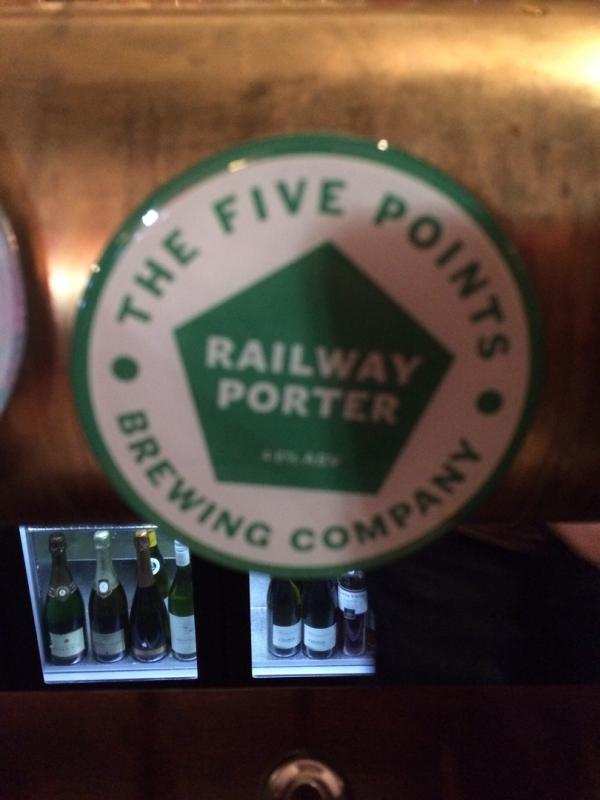 THE FIVE POINTS
RAILWAY
PORTER
BREWING COMPANY